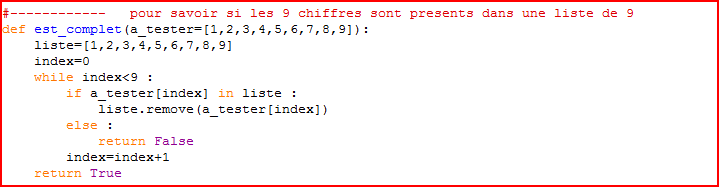 #------------   pour savoir si les 9 chiffres sont presents dans une liste de 9
def est_complet(a_tester=[1,2,3,4,5,6,7,8,9]):
    liste=[1,2,3,4,5,6,7,8,9]
    index=0
    while index<9 :
        if a_tester[index] in liste :
            liste.remove(a_tester[index])
        else :
            return False
        index=index+1
    return True